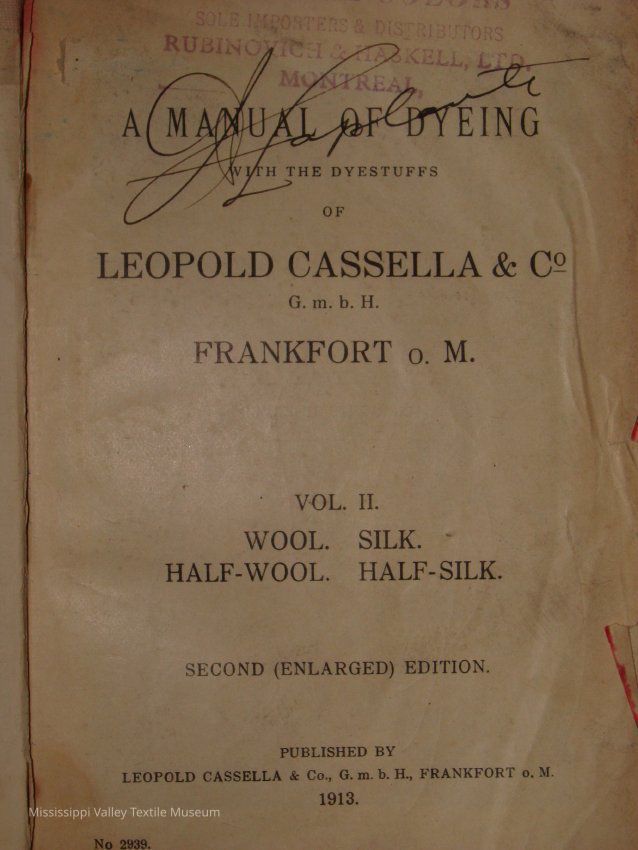 SOLE IMPORTERS & DISTRIBUTORS
RUBINOVICH & HASKELL, LTD.
MONTREAL,
A MANUAL OF DYEING
WITH THE DYESTUFFS
OF
LEOPOLD CASSELLA & Co
G. m. b. H.
FRANKFORT o. M.
VOL. II.
WOOL. SILK.
HALF-WOOL. HALF-SILK.
SECOND (ENLARGED) EDITION.
PUBLISHED BY
LEOPOLD CASSELLA & Co., G. m. b. H., FRANKFORT o. M.
1913.
Mississippi Valley Textile Museum
No 2939.